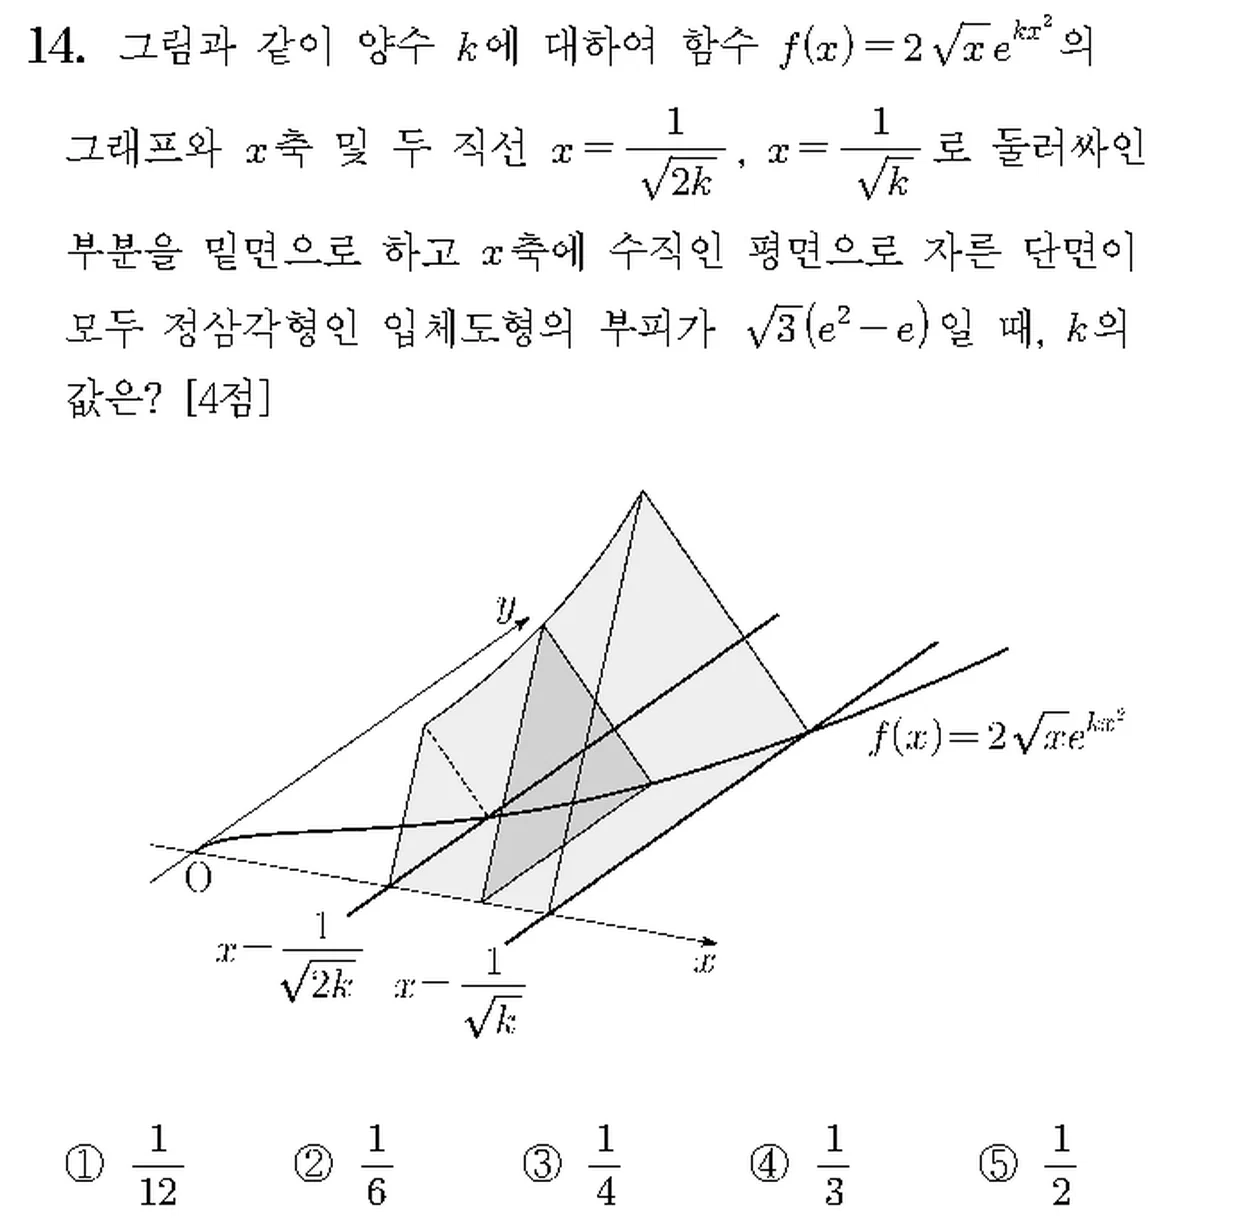 14. 그림과 같이 양수 k에 대하여 함수 f(x)=2√x e^{kx²}의
그래프와 x축 및 두 직선 x=1/√(2k), x=1/√k로 둘러싸인
부분을 밑면으로 하고 x축에 수직인 평면으로 자른 단면이
모두 정삼각형인 입체도형의 부피가 √3(e²−e)일 때, k의
값은? [4점]
y
f(x)=2√x e^{kx²}
O
x=1/√(2k)
x=1/√k
x
① 1/12 ② 1/6 ③ 1/4 ④ 1/3 ⑤ 1/2